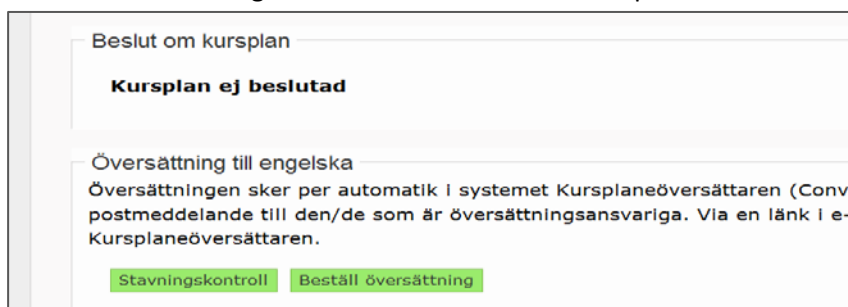 Beslut om kursplan
Kursplan ej beslutad
Översättning till engelska
Översättningen sker per automatik i systemet Kursplaneöversättaren (Conv
postmeddelande till den/de som är översättningsansvariga. Via en länk i e-
Kursplaneöversättaren.
Stavningskontroll Beställ översättning